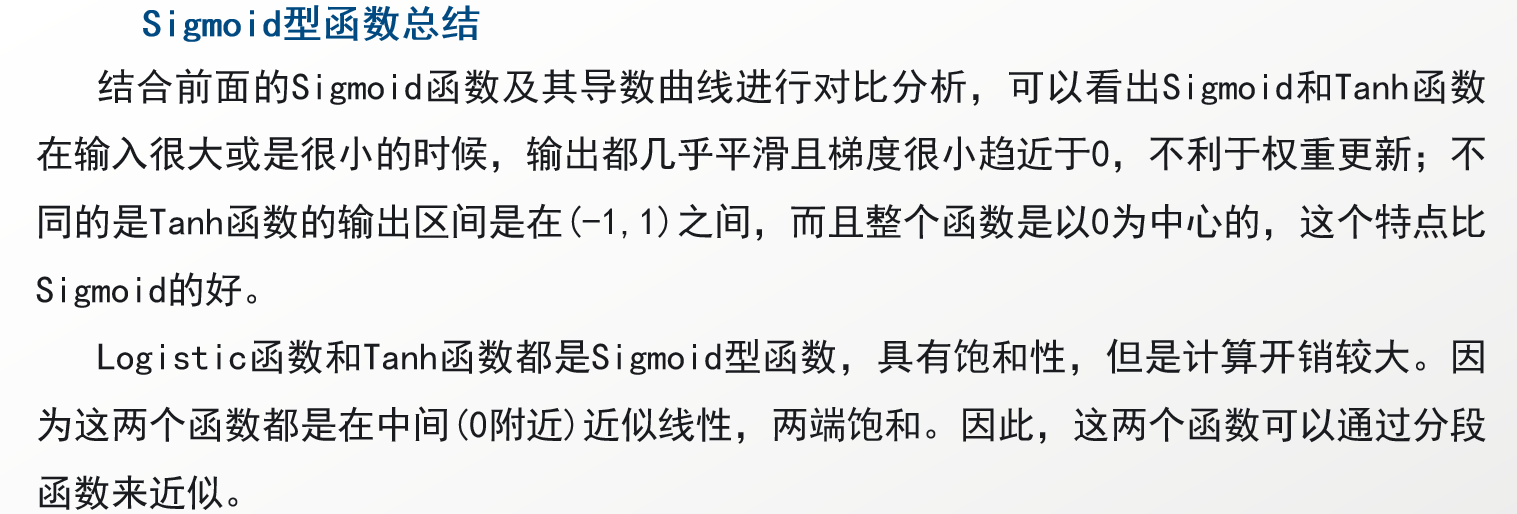 Sigmoid型函数总结
结合前面的Sigmoid函数及其导数曲线进行对比分析，可以看出Sigmoid和Tanh函数
在输入很大或是很小的时候，输出都几乎平滑且梯度很小趋近于0，不利于权重更新；不
同的是Tanh函数的输出区间是在(-1,1)之间，而且整个函数是以0为中心的，这个特点比
Sigmoid的好。
Logistic函数和Tanh函数都是Sigmoid型函数，具有饱和性，但是计算开销较大。因
为这两个函数都是在中间(0附近)近似线性，两端饱和。因此，这两个函数可以通过分段
函数来近似。